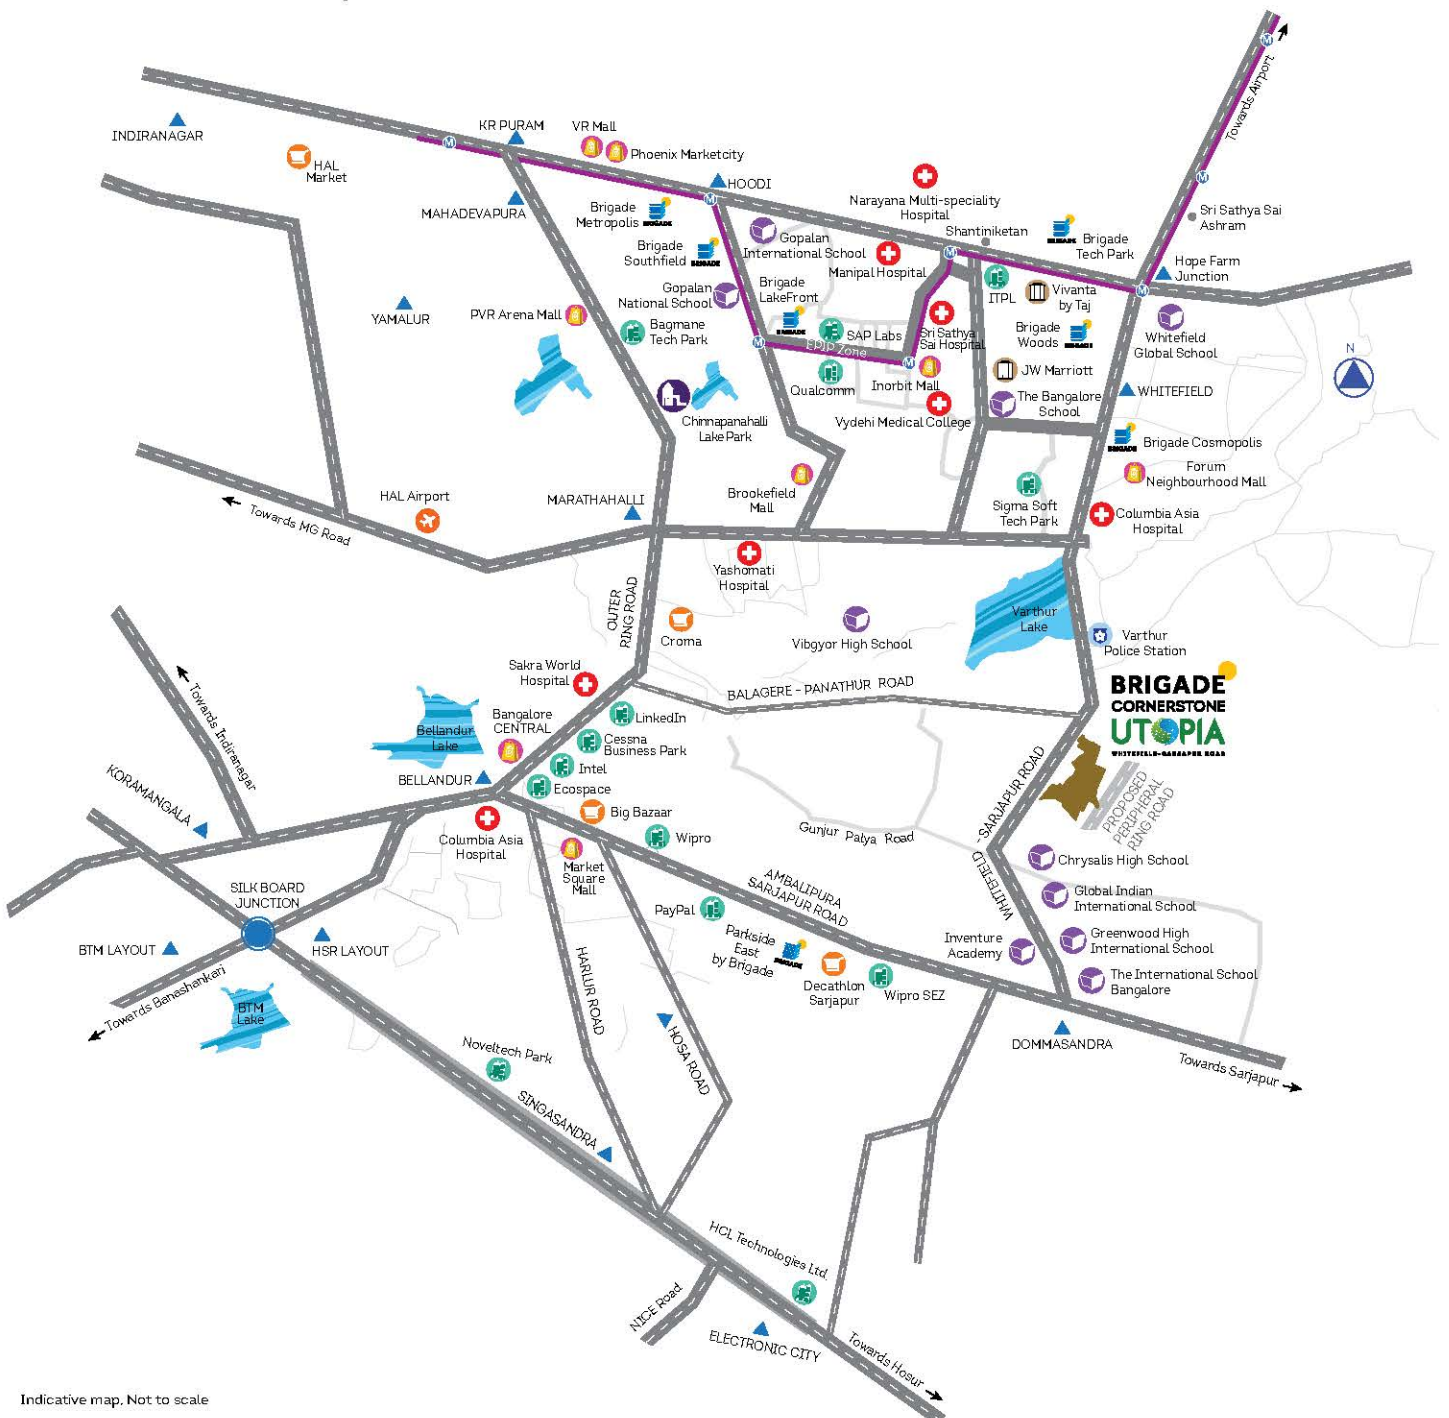 Towards Airport
INDIRANAGAR
KR PURAM
VR Mall
Phoenix Marketcity
HAL
Market
HOODI
MAHADEVAPURA
Narayana Multi-speciality
Hospital
Brigade
Metropolis
BRIGADE
Gopalan
International School
Shantiniketan
BRIGADE
Brigade
Tech Park
Sri Sathya Sai
Ashram
Brigade
Southfield
BRIGADE
Manipal Hospital
Hope Farm
Junction
Gopalan
National School
Brigade
LakeFront
BRIGADE
ITPL
Vivanta
by Taj
YAMALUR
PVR Arena Mall
Bagmane
Tech Park
SAP Labs
EPIP Zone
Sri Sathya
Sai Hospital
Brigade
Woods
BRIGADE
Whitefield
Global School
N
Qualcomm
Inorbit Mall
JW Marriott
WHITEFIELD
Chinnapanahalli
Lake Park
Vydehi Medical College
The Bangalore
School
BRIGADE
Brigade Cosmopolis
Forum
Neighbourhood Mall
HAL Airport
MARATHAHALLI
Brookefield
Mall
Sigma Soft
Tech Park
Columbia Asia
Hospital
Towards MG Road
Yashomati
Hospital
OUTER
RING ROAD
Croma
Vibgyor High School
Varthur
Lake
Varthur
Police Station
Sakra World
Hospital
BALAGERE - PANATHUR ROAD
BRIGADE
CORNERSTONE
UTOPIA
WHITEFIELD-SARJAPUR ROAD
Towards Indiranagar
Bellandur
Lake
Bangalore
CENTRAL
LinkedIn
Cessna
Business Park
Intel
BELLANDUR
Ecospace
KORAMANGALA
Columbia Asia
Hospital
Big Bazaar
Wipro
Market
Square
Mall
Gunjur Palya Road
WHITEFIELD - SARJAPUR ROAD
PROPOSED
PERIPHERAL
RING ROAD
Chrysalis High School
SILK BOARD
JUNCTION
AMBALIPURA
SARJAPUR ROAD
Global Indian
International School
PayPal
BTM LAYOUT
HSR LAYOUT
Parkside
East
by Brigade
BRIGADE
Inventure
Academy
Greenwood High
International School
Towards Banashankari
HARLUR ROAD
Decathlon
Sarjapur
Wipro SEZ
The International School
Bangalore
BTM
Lake
HOSA ROAD
DOMMASANDRA
Noveltech Park
Towards Sarjapur
SINGASANDRA
HCL Technologies Ltd.
NICE Road
ELECTRONIC CITY
Towards Hosur
Indicative map, Not to scale